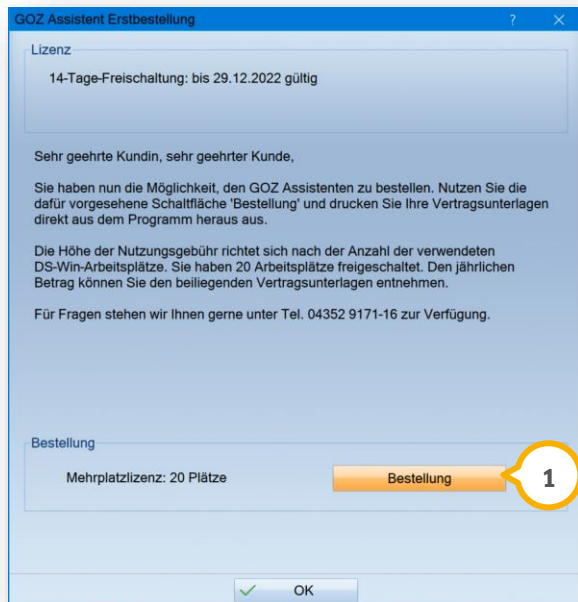 GOZ Assistent Erstbestellung ? ×
Lizenz
14-Tage-Freischaltung: bis 29.12.2022 gültig
Sehr geehrte Kundin, sehr geehrter Kunde,
Sie haben nun die Möglichkeit, den GOZ Assistenten zu bestellen. Nutzen Sie die
dafür vorgesehene Schaltfläche 'Bestellung' und drucken Sie Ihre Vertragsunterlagen
direkt aus dem Programm heraus aus.
Die Höhe der Nutzungsgebühr richtet sich nach der Anzahl der verwendeten
DS-Win-Arbeitsplätze. Sie haben 20 Arbeitsplätze freigeschaltet. Den jährlichen
Betrag können Sie den beiliegenden Vertragsunterlagen entnehmen.
Für Fragen stehen wir Ihnen gerne unter Tel. 04352 9171-16 zur Verfügung.
Bestellung
Mehrplatzlizenz: 20 Plätze Bestellung 1
OK